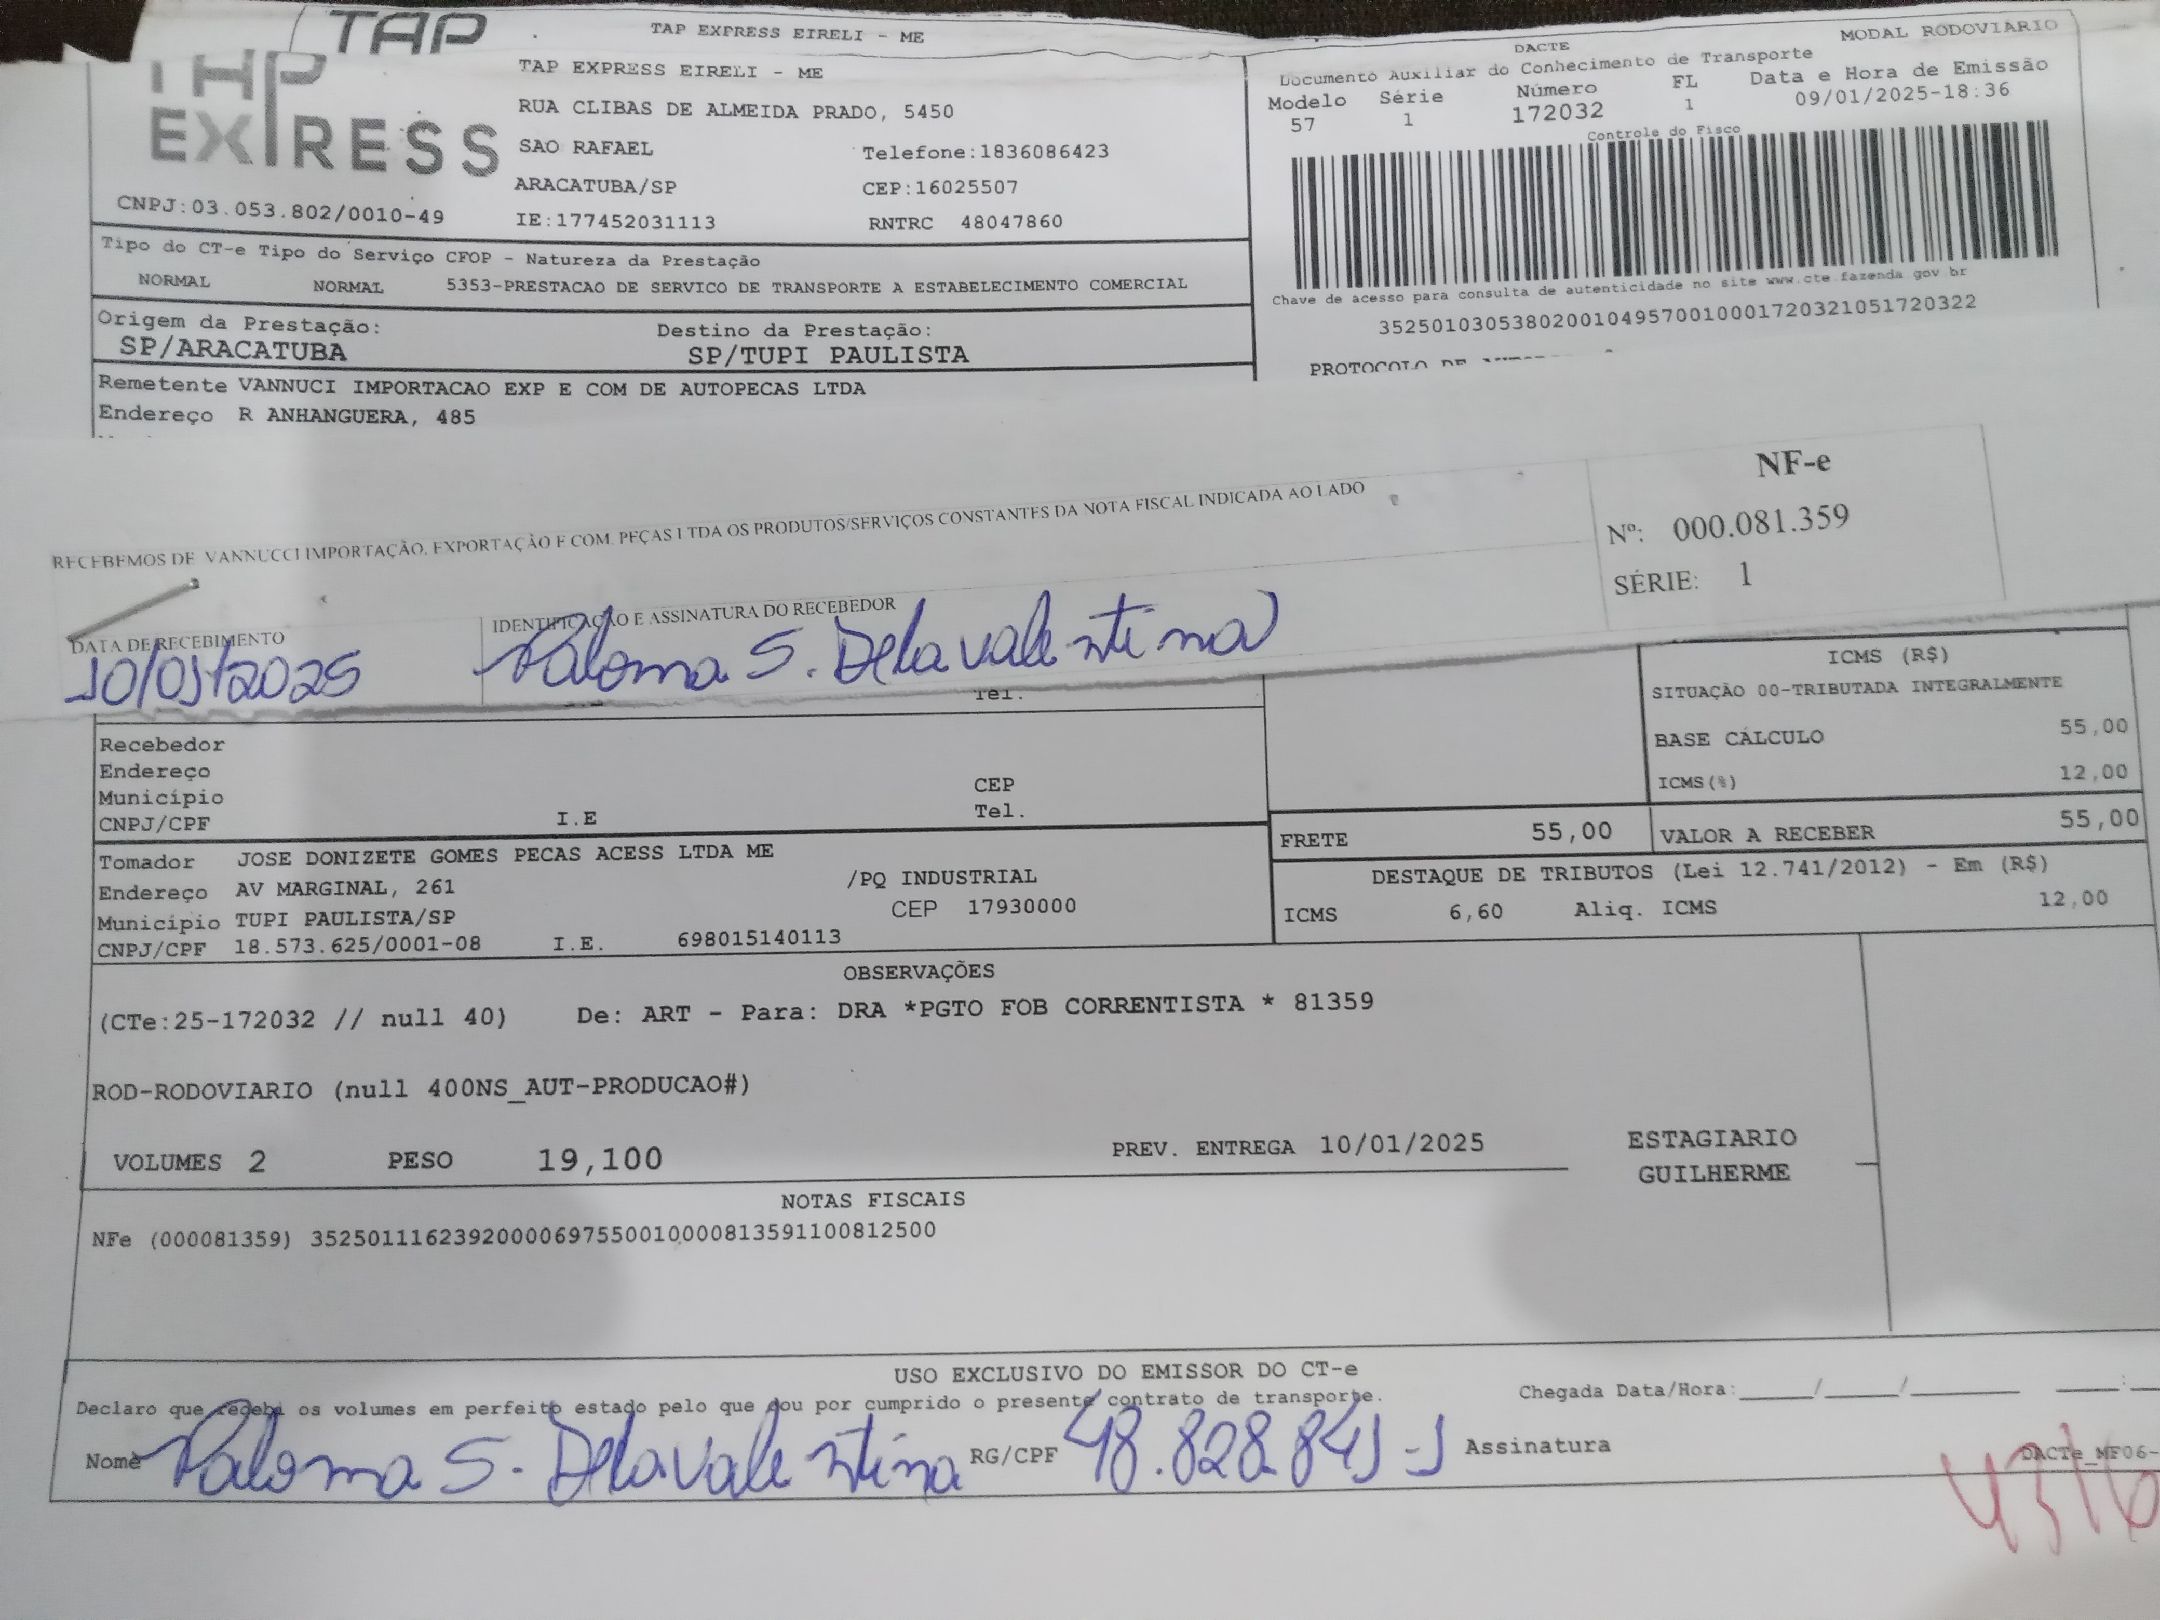 TAP
TAP EXPRESS EIRELI - ME
TAP
EXPRESS
CNPJ:03.053.802/0010-49
TAP EXPRESS EIRELI - ME
RUA CLIBAS DE ALMEIDA PRADO, 5450
SAO RAFAEL Telefone:1836086423
ARACATUBA/SP CEP:16025507
IE:177452031113 RNTRC 48047860
DACTE MODAL RODOVIARIO
Documento Auxiliar do Conhecimento de Transporte
Modelo Série Número FL Data e Hora de Emissão
57 1 172032 1 09/01/2025-18:36
Controle do Fisco
Chave de acesso para consulta de autenticidade no site www.cte.fazenda.gov.br
35250103053802001049570010001720321051720322
Tipo do CT-e Tipo do Serviço CFOP - Natureza da Prestação
NORMAL NORMAL 5353-PRESTACAO DE SERVICO DE TRANSPORTE A ESTABELECIMENTO COMERCIAL
Origem da Prestação: Destino da Prestação:
SP/ARACATUBA SP/TUPI PAULISTA
PROTOCOLO DE
Remetente VANNUCI IMPORTACAO EXP E COM DE AUTOPECAS LTDA
Endereço R ANHANGUERA, 485
RECEBEMOS DE VANNUCCI IMPORTAÇÃO, EXPORTAÇÃO E COM. PEÇAS LTDA OS PRODUTOS/SERVIÇOS CONSTANTES DA NOTA FISCAL INDICADA AO LADO
NF-e
Nº: 000.081.359
SÉRIE: 1
DATA DE RECEBIMENTO IDENTIFICAÇÃO E ASSINATURA DO RECEBEDOR
10/01/2025 Paloma S. Delavalentina
Tel.
ICMS (R$)
SITUAÇÃO 00-TRIBUTADA INTEGRALMENTE
BASE CÁLCULO 55,00
ICMS(%) 12,00
Recebedor
Endereço
Município CEP
CNPJ/CPF I.E Tel.
FRETE 55,00 VALOR A RECEBER 55,00
DESTAQUE DE TRIBUTOS (Lei 12.741/2012) - Em (R$)
ICMS 6,60 Aliq. ICMS 12,00
Tomador JOSE DONIZETE GOMES PECAS ACESS LTDA ME
Endereço AV MARGINAL, 261 /PQ INDUSTRIAL
Município TUPI PAULISTA/SP CEP 17930000
CNPJ/CPF 18.573.625/0001-08 I.E. 698015140113
OBSERVAÇÕES
(CTe:25-172032 // null 40) De: ART - Para: DRA *PGTO FOB CORRENTISTA * 81359
ROD-RODOVIARIO (null 400NS_AUT-PRODUCAO#)
VOLUMES 2 PESO 19,100 PREV. ENTREGA 10/01/2025
ESTAGIARIO
GUILHERME
NOTAS FISCAIS
NFe (000081359) 35250111623920000697550010000813591100812500
USO EXCLUSIVO DO EMISSOR DO CT-e
Declaro que recebi os volumes em perfeito estado pelo que dou por cumprido o presente contrato de transporte. Chegada Data/Hora:____/____/______ ____:__
Nome Paloma S. Delavalentina RG/CPF 48.828.841-1 Assinatura
DACTe_MF06-